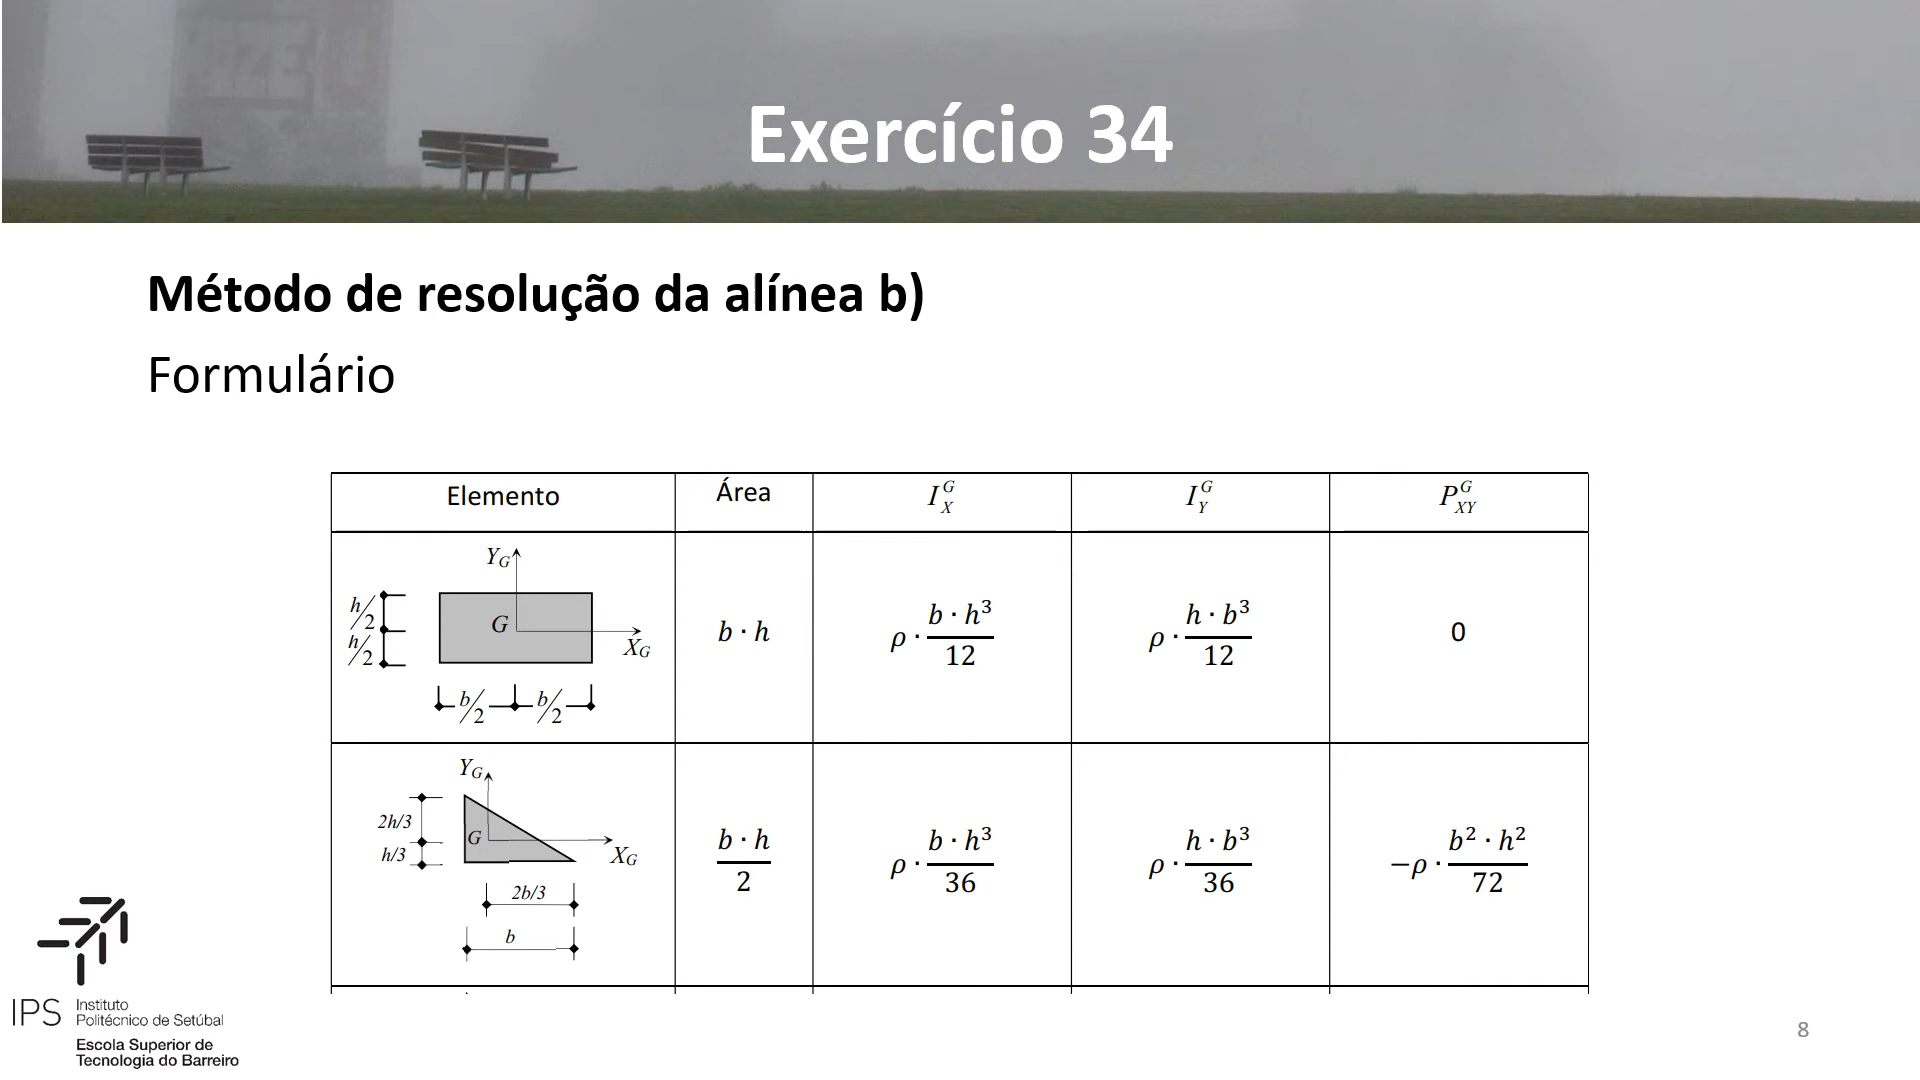 Exercício 34
Método de resolução da alínea b)
Formulário
Elemento Área I_X^G I_Y^G P_XY^G
Y_G
h/2
h/2
G
X_G
b/2 b/2
b · h
ρ · b · h³ / 12
ρ · h · b³ / 12
0
Y_G
2h/3
h/3
G
X_G
2b/3
b
b · h / 2
ρ · b · h³ / 36
ρ · h · b³ / 36
−ρ · b² · h² / 72
IPS Instituto
Politécnico de Setúbal
Escola Superior de
Tecnologia do Barreiro
8